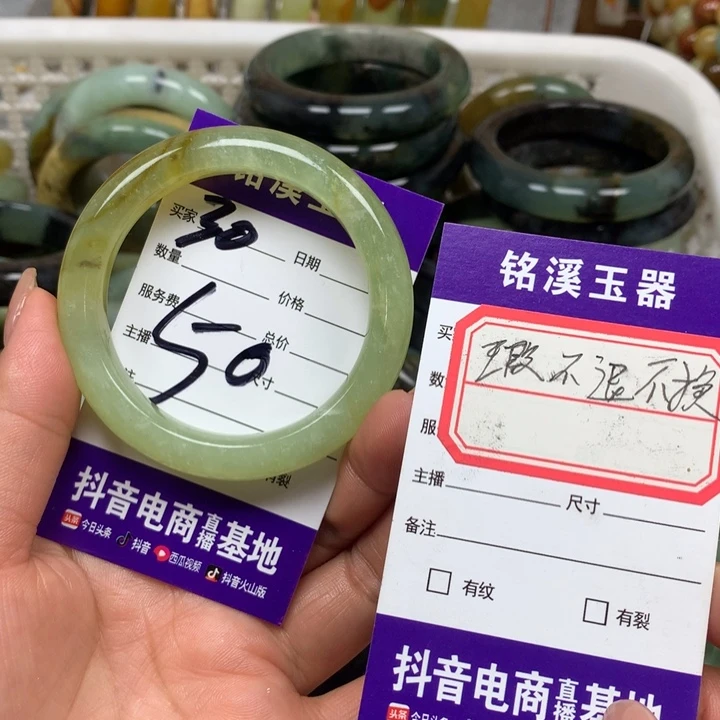 铭溪玉
买家 30 日期
数量 价格
服务费 总价
主播 50 尺寸
注
有裂
抖音电商直播基地
今日头条 抖音 西瓜视频 抖音火山版
铭溪玉器
买
瑕不退不换
数
服
主播 尺寸
备注
有纹 有裂
抖音电商直播基地
今日头条